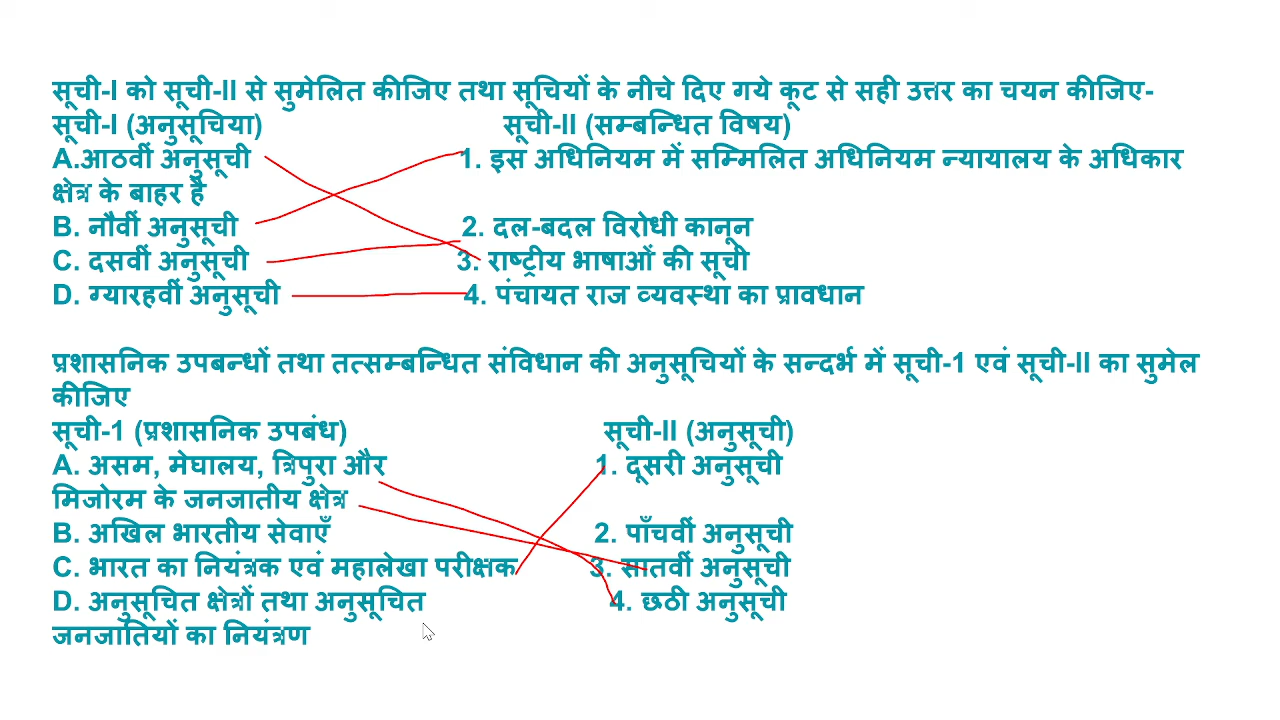 सूची-I को सूची-II से सुमेलित कीजिए तथा सूचियों के नीचे दिए गये कूट से सही उत्तर का चयन कीजिए-
सूची-I (अनुसूचिया) सूची-II (सम्बन्धित विषय)
A.आठवीं अनुसूची 1. इस अधिनियम में सम्मिलित अधिनियम न्यायालय के अधिकार
क्षेत्र के बाहर है
B. नौवीं अनुसूची 2. दल-बदल विरोधी कानून
C. दसवीं अनुसूची 3. राष्ट्रीय भाषाओं की सूची
D. ग्यारहवीं अनुसूची 4. पंचायत राज व्यवस्था का प्रावधान
प्रशासनिक उपबन्धों तथा तत्सम्बन्धित संविधान की अनुसूचियों के सन्दर्भ में सूची-1 एवं सूची-II का सुमेल
कीजिए
सूची-1 (प्रशासनिक उपबंध) सूची-II (अनुसूची)
A. असम, मेघालय, त्रिपुरा और 1. दूसरी अनुसूची
मिजोरम के जनजातीय क्षेत्र
B. अखिल भारतीय सेवाएँ 2. पाँचवीं अनुसूची
C. भारत का नियंत्रक एवं महालेखा परीक्षक 3. सातवीं अनुसूची
D. अनुसूचित क्षेत्रों तथा अनुसूचित 4. छठी अनुसूची
जनजातियों का नियंत्रण